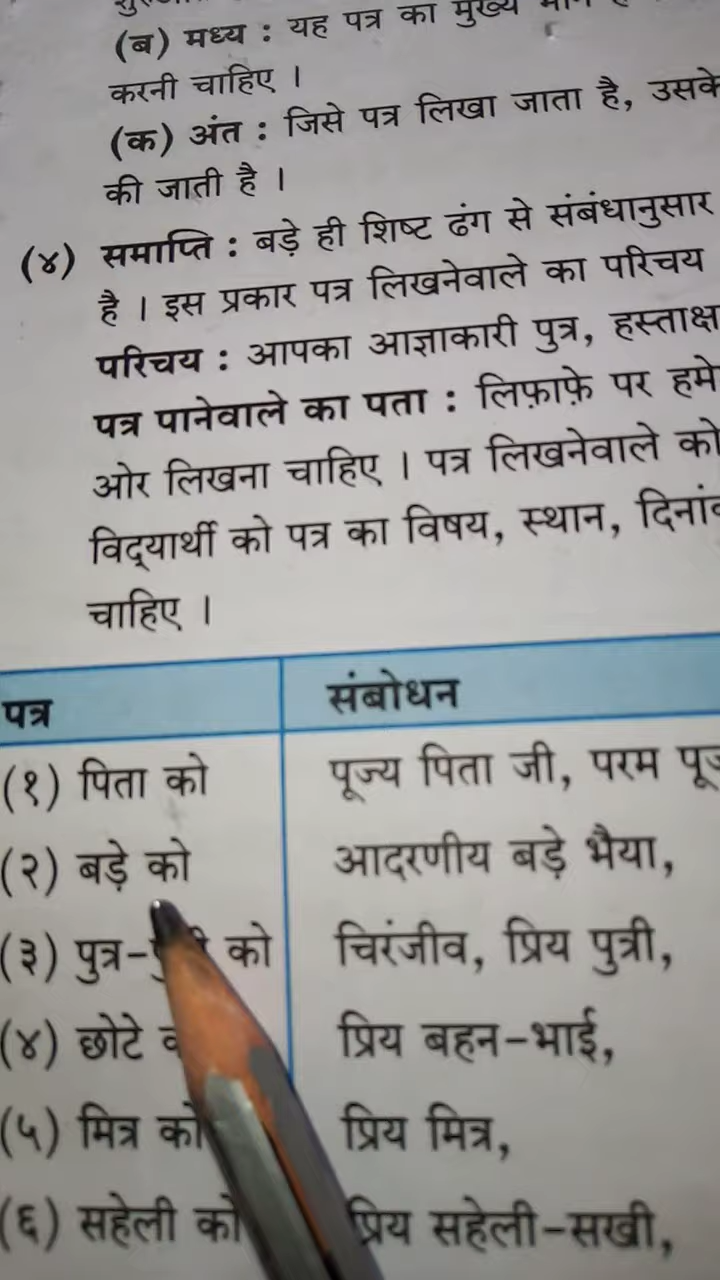 (ब) मध्य : यह पत्र का मुख्य
करनी चाहिए ।
(क) अंत : जिसे पत्र लिखा जाता है, उसके
की जाती है ।
(४) समाप्ति : बड़े ही शिष्ट ढंग से संबंधानुसार
है । इस प्रकार पत्र लिखनेवाले का परिचय
परिचय : आपका आज्ञाकारी पुत्र,
पत्र पानेवाले का पता : लिफ़ाफ़े पर
ओर लिखना चाहिए । पत्र लिखनेवाले को
विद्‌यार्थी को पत्र का विषय, स्थान,
चाहिए ।
पत्र संबोधन
(१) पिता को पूज्य पिता जी, परम
(२) बड़े को आदरणीय बड़े भैया,
(३) पुत्र- को चिरंजीव, प्रिय पुत्री,
(४) छोटे प्रिय बहन-भाई,
(५) मित्र को प्रिय मित्र,
(६) सहेली को प्रिय सहेली-सखी,